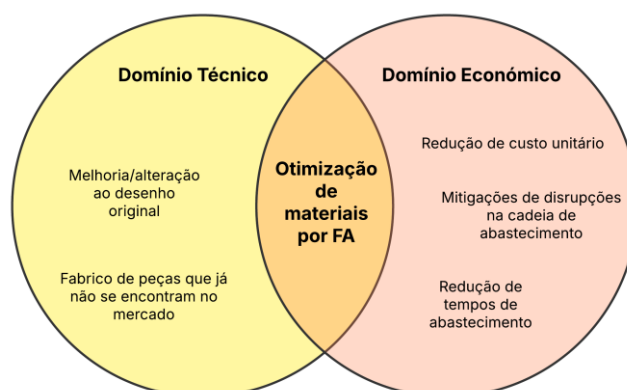 Domínio Técnico
Melhoria/alteração
ao desenho
original
Fabrico de peças que já
não se encontram no
mercado
Otimização
de
materiais
por FA
Domínio Económico
Redução de custo unitário
Mitigações de disrupções
na cadeia de
abastecimento
Redução de
tempos de
abastecimento